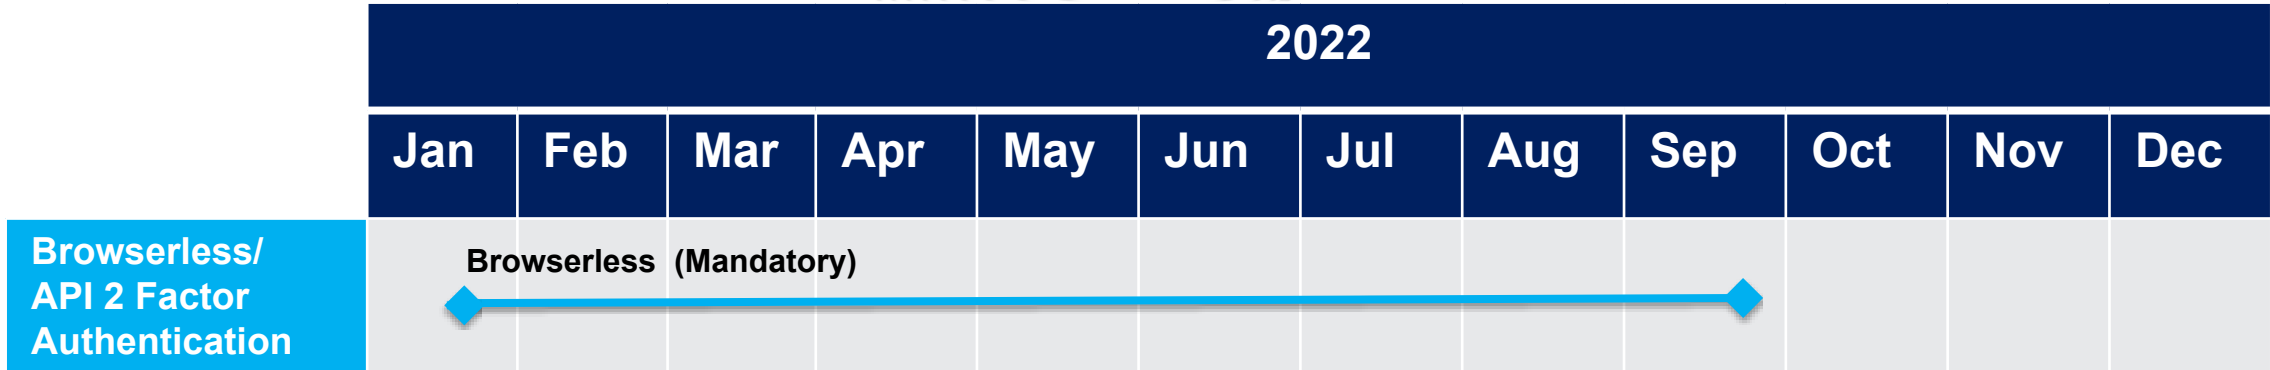 2022
Jan Feb Mar Apr May Jun Jul Aug Sep Oct Nov Dec
Browserless/
API 2 Factor
Authentication
Browserless (Mandatory)